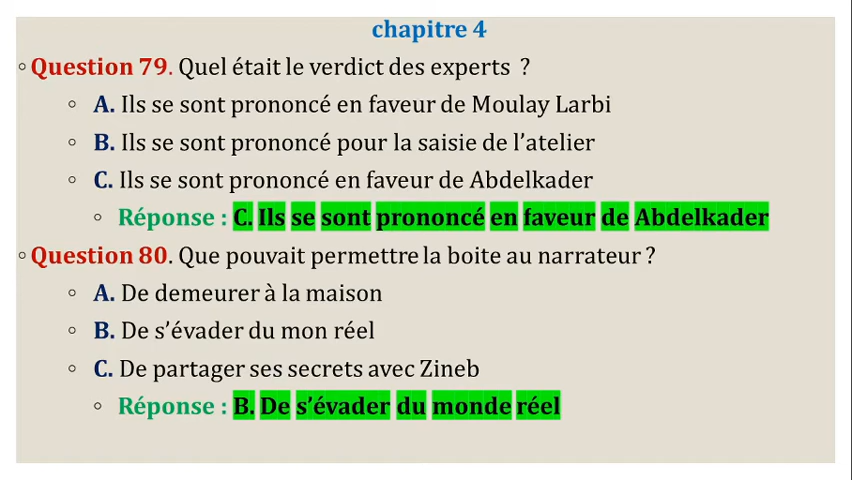 chapitre 4
◦ Question 79. Quel était le verdict des experts ?
◦ A. Ils se sont prononcé en faveur de Moulay Larbi
◦ B. Ils se sont prononcé pour la saisie de l’atelier
◦ C. Ils se sont prononcé en faveur de Abdelkader
◦ Réponse : C. Ils se sont prononcé en faveur de Abdelkader
◦ Question 80. Que pouvait permettre la boite au narrateur ?
◦ A. De demeurer à la maison
◦ B. De s’évader du mon réel
◦ C. De partager ses secrets avec Zineb
◦ Réponse : B. De s’évader du monde réel